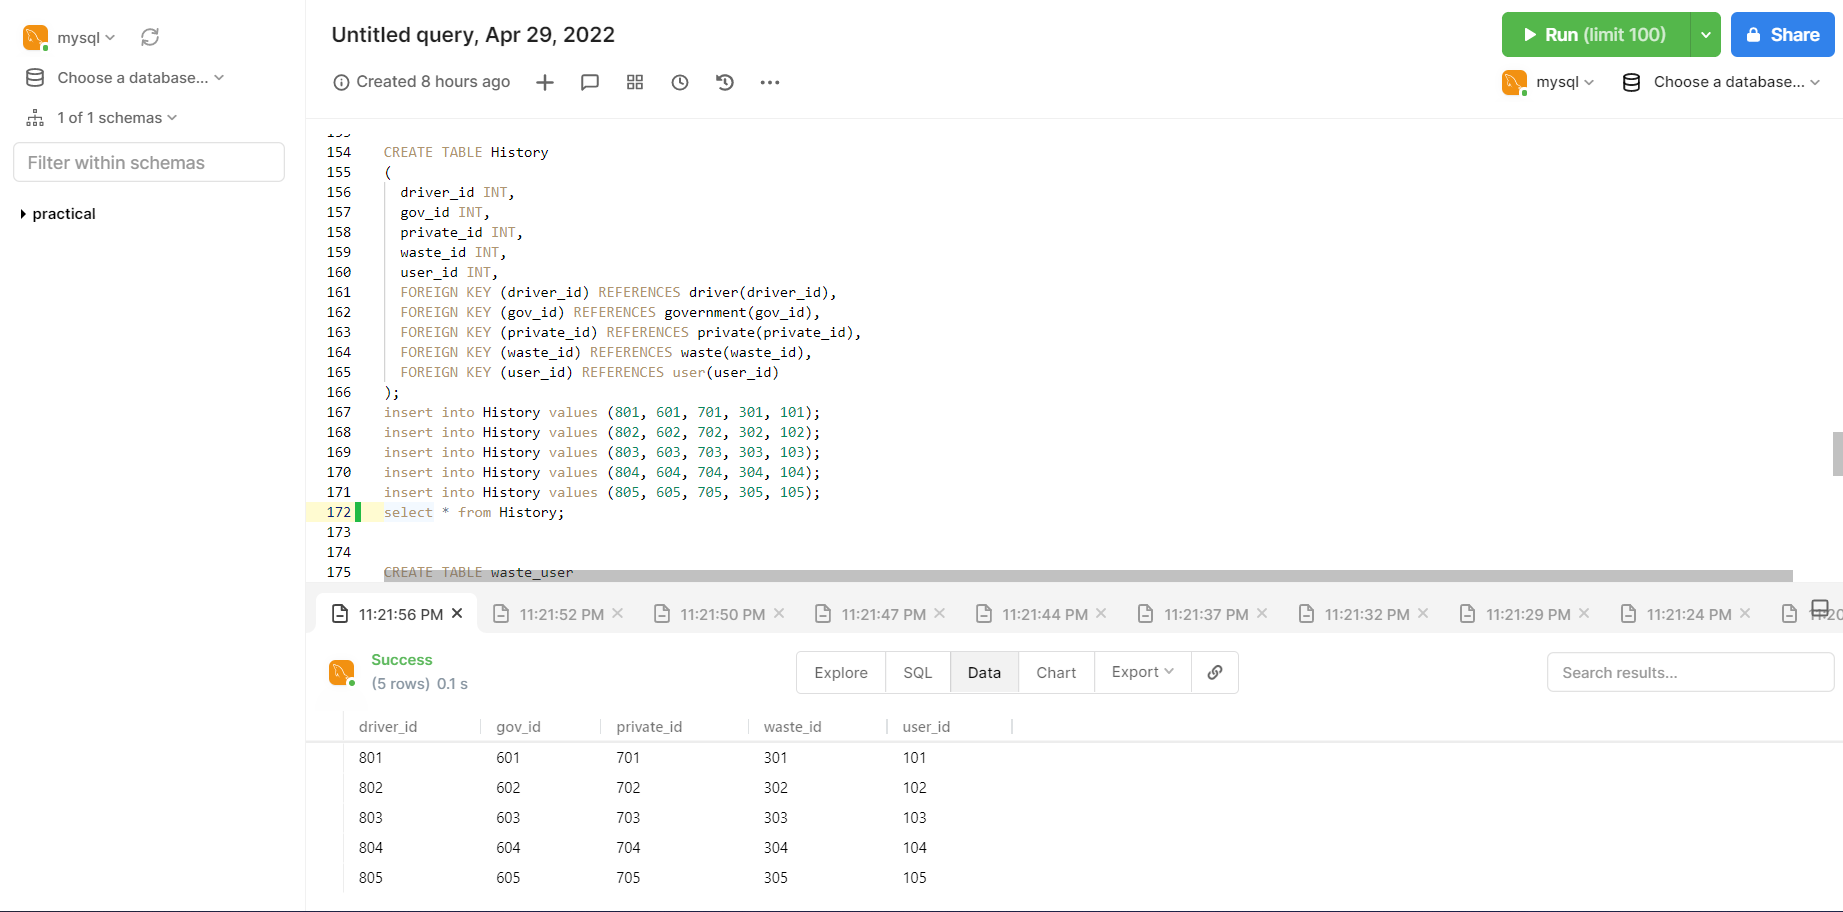 mysql
Choose a database...
1 of 1 schemas
Filter within schemas
practical
Untitled query, Apr 29, 2022
Created 8 hours ago
Run (limit 100)
Share
mysql
Choose a database...
154 CREATE TABLE History
155 (
156 driver_id INT,
157 gov_id INT,
158 private_id INT,
159 waste_id INT,
160 user_id INT,
161 FOREIGN KEY (driver_id) REFERENCES driver(driver_id),
162 FOREIGN KEY (gov_id) REFERENCES government(gov_id),
163 FOREIGN KEY (private_id) REFERENCES private(private_id),
164 FOREIGN KEY (waste_id) REFERENCES waste(waste_id),
165 FOREIGN KEY (user_id) REFERENCES user(user_id)
166 );
167 insert into History values (801, 601, 701, 301, 101);
168 insert into History values (802, 602, 702, 302, 102);
169 insert into History values (803, 603, 703, 303, 103);
170 insert into History values (804, 604, 704, 304, 104);
171 insert into History values (805, 605, 705, 305, 105);
172 select * from History;
173
174
175 CREATE TABLE waste_user
11:21:56 PM 11:21:52 PM 11:21:50 PM 11:21:47 PM 11:21:44 PM 11:21:37 PM 11:21:32 PM 11:21:29 PM 11:21:24 PM
Success
(5 rows) 0.1 s
Explore SQL Data Chart Export
Search results...
driver_id gov_id private_id waste_id user_id
801 601 701 301 101
802 602 702 302 102
803 603 703 303 103
804 604 704 304 104
805 605 705 305 105